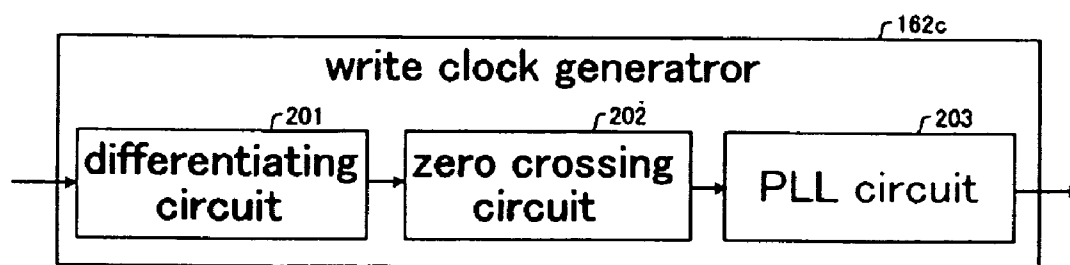 162c
write clock generatror
201
202
203
differentiating
circuit
zero crossing
circuit
PLL circuit